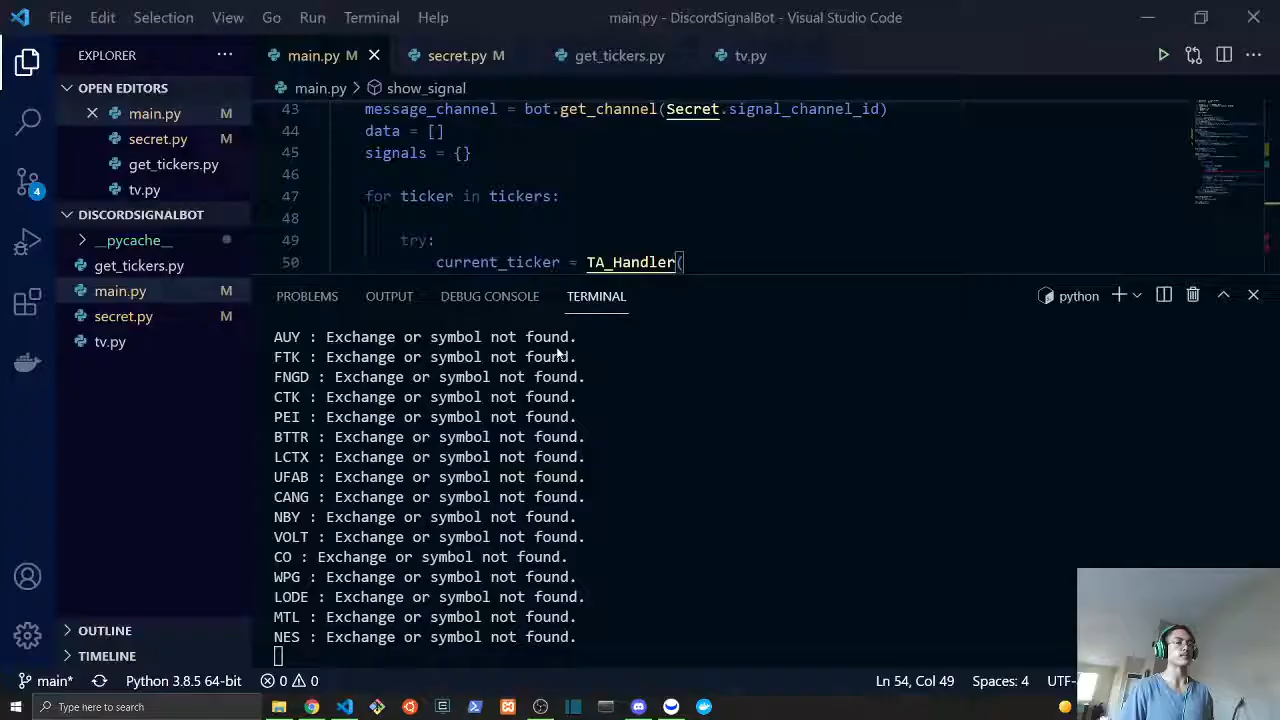 File Edit Selection View Go Run Terminal Help main.py - DiscordSignalBot - Visual Studio Code
EXPLORER ···
main.py M secret.py M get_tickers.py tv.py
OPEN EDITORS
main.py M
secret.py M
get_tickers.py
tv.py
DISCORDSIGNALBOT
__pycache__
get_tickers.py
main.py M
secret.py M
tv.py
OUTLINE
TIMELINE
4
main.py > show_signal
43 message_channel = bot.get_channel(Secret.signal_channel_id)
44 data = []
45 signals = {}
46
47 for ticker in tickers:
48
49 try:
50 current_ticker = TA_Handler(
PROBLEMS OUTPUT DEBUG CONSOLE TERMINAL python
AUY : Exchange or symbol not found.
FTK : Exchange or symbol not found.
FNGD : Exchange or symbol not found.
CTK : Exchange or symbol not found.
PEI : Exchange or symbol not found.
BTTR : Exchange or symbol not found.
LCTX : Exchange or symbol not found.
UFAB : Exchange or symbol not found.
CANG : Exchange or symbol not found.
NBY : Exchange or symbol not found.
VOLT : Exchange or symbol not found.
CO : Exchange or symbol not found.
WPG : Exchange or symbol not found.
LODE : Exchange or symbol not found.
MTL : Exchange or symbol not found.
NES : Exchange or symbol not found.
main* Python 3.8.5 64-bit 0 0 Ln 54, Col 49 Spaces: 4 UTF-
Type here to search